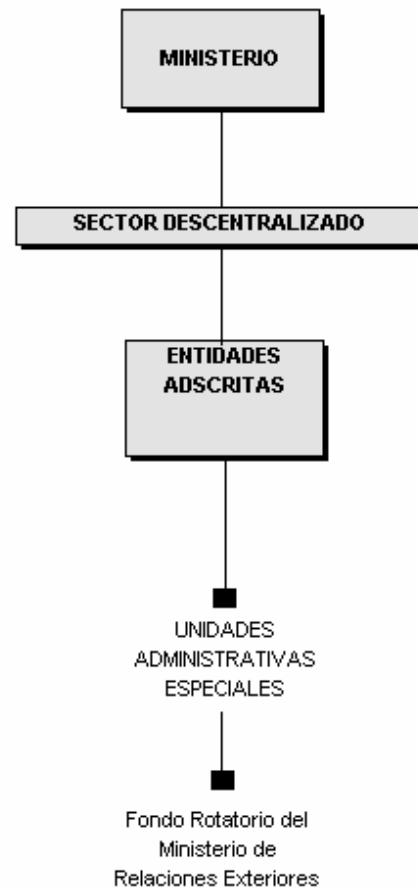 MINISTERIO
SECTOR DESCENTRALIZADO
ENTIDADES
ADSCRITAS
UNIDADES
ADMINISTRATIVAS
ESPECIALES
Fondo Rotatorio del
Ministerio de
Relaciones Exteriores